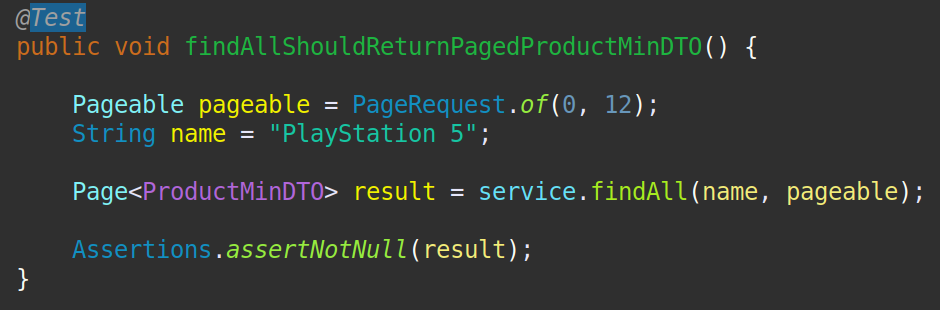 @Test
public void findAllShouldReturnPagedProductMinDTO() {
Pageable pageable = PageRequest.of(0, 12);
String name = "PlayStation 5";
Page<ProductMinDTO> result = service.findAll(name, pageable);
Assertions.assertNotNull(result);
}